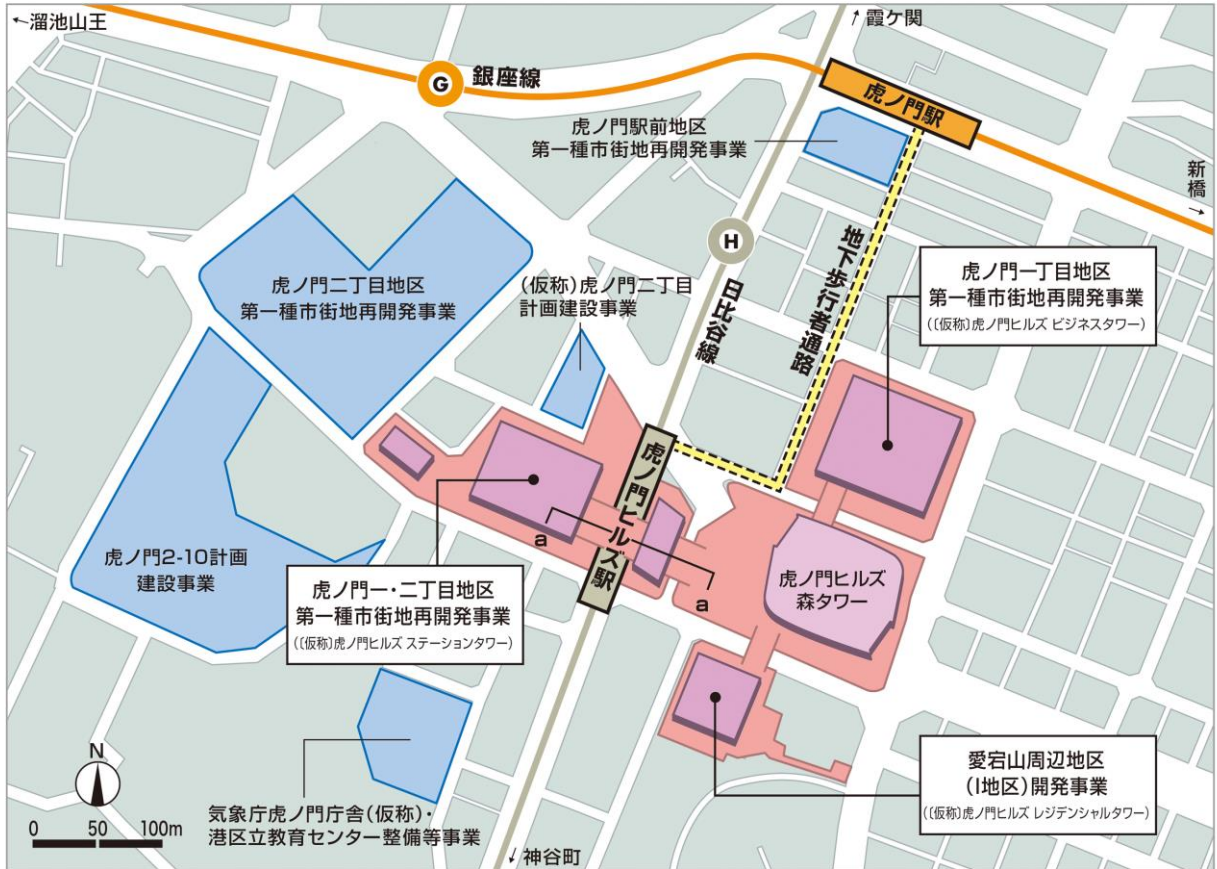 ←溜池山王
↗霞ケ関
G
銀座線
虎ノ門駅
新橋→
虎ノ門駅前地区
第一種市街地再開発事業
H
日比谷線
地下歩行者通路
虎ノ門一丁目地区
第一種市街地再開発事業
(〔仮称〕虎ノ門ヒルズ ビジネスタワー)
虎ノ門二丁目地区
第一種市街地再開発事業
(仮称)虎ノ門二丁目
計画建設事業
虎ノ門ヒルズ駅
a
a
虎ノ門ヒルズ
森タワー
虎ノ門2-10計画
建設事業
虎ノ門一・二丁目地区
第一種市街地再開発事業
(〔仮称〕虎ノ門ヒルズ ステーションタワー)
愛宕山周辺地区
(I地区)開発事業
(〔仮称〕虎ノ門ヒルズ レジデンシャルタワー)
N
0 50 100m
気象庁虎ノ門庁舎(仮称)・
港区立教育センター整備等事業
↙神谷町